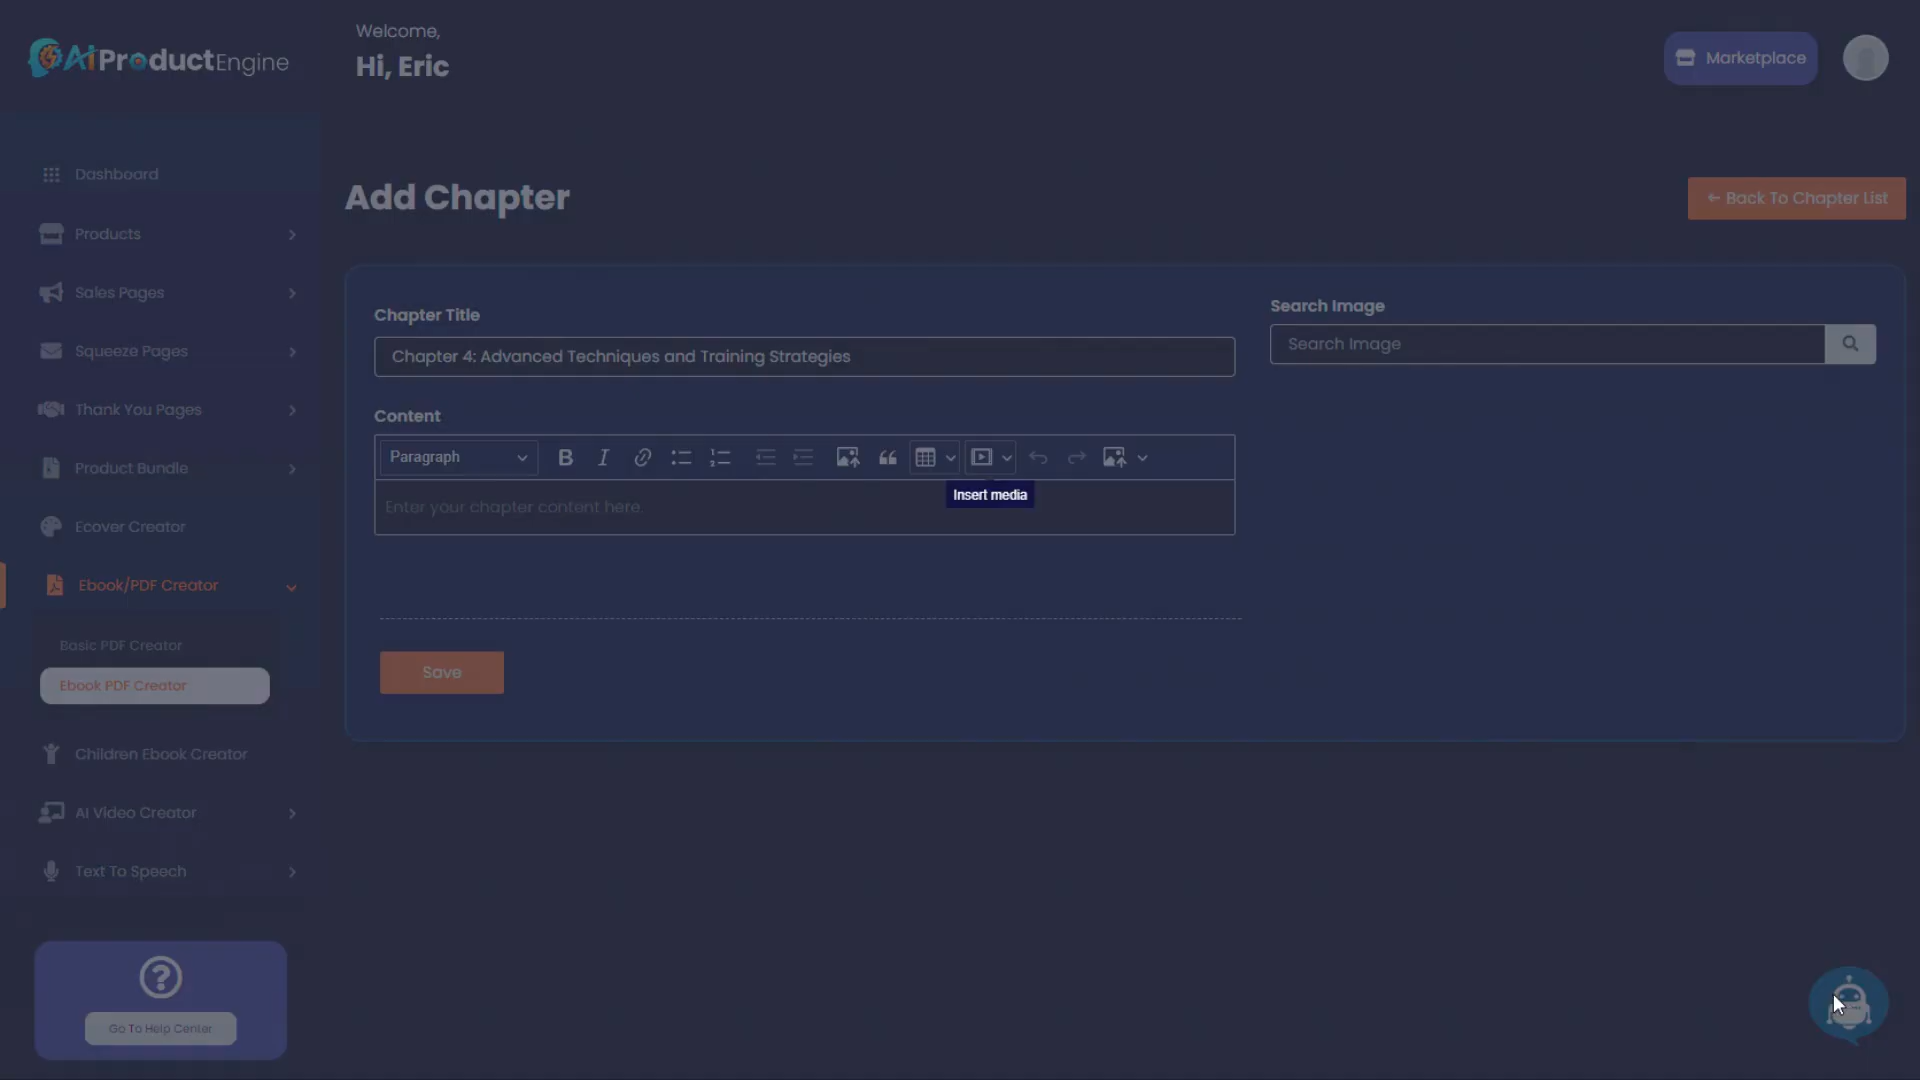 AiProductEngine
Welcome,
Hi, Eric
Marketplace
Dashboard
Products
Sales Pages
Squeeze Pages
Thank You Pages
Product Bundle
Ecover Creator
Ebook/PDF Creator
Basic PDF Creator
Ebook PDF Creator
Children Ebook Creator
AI Video Creator
Text To Speech
Go To Help Center
Add Chapter
← Back To Chapter List
Chapter Title
Chapter 4: Advanced Techniques and Training Strategies
Content
Paragraph
Insert media
Enter your chapter content here.
Save
Search Image
Search Image